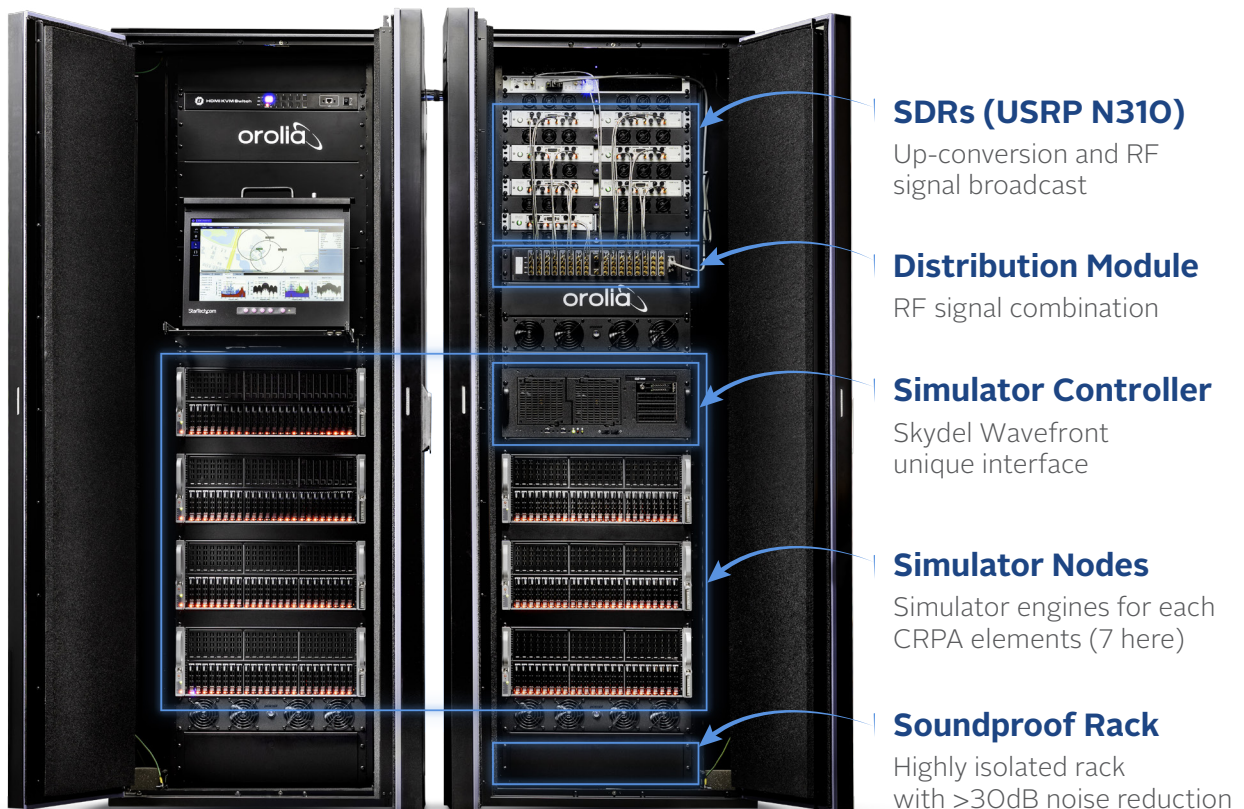 HDMI KVM Switch
orolia
StarTech.com
orolia
SDRs (USRP N310)
Up-conversion and RF
signal broadcast
Distribution Module
RF signal combination
Simulator Controller
Skydel Wavefront
unique interface
Simulator Nodes
Simulator engines for each
CRPA elements (7 here)
Soundproof Rack
Highly isolated rack
with >30dB noise reduction